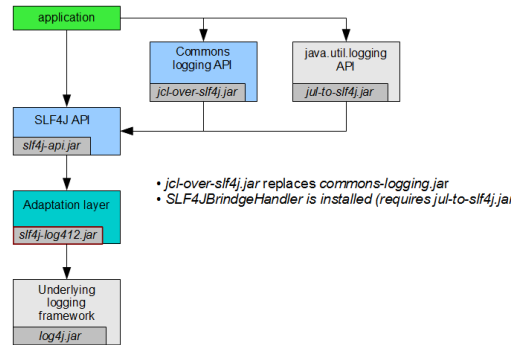 application
Commons
logging API
jcl-over-slf4j.jar
java.util.logging
API
jul-to-slf4j.jar
SLF4J API
slf4j-api.jar
Adaptation layer
slf4j-log412.jar
Underlying
logging
framework
log4j.jar
• jcl-over-slf4j.jar replaces commons-logging.jar
• SLF4JBrindgeHandler is installed (requires jul-to-slf4j.jar